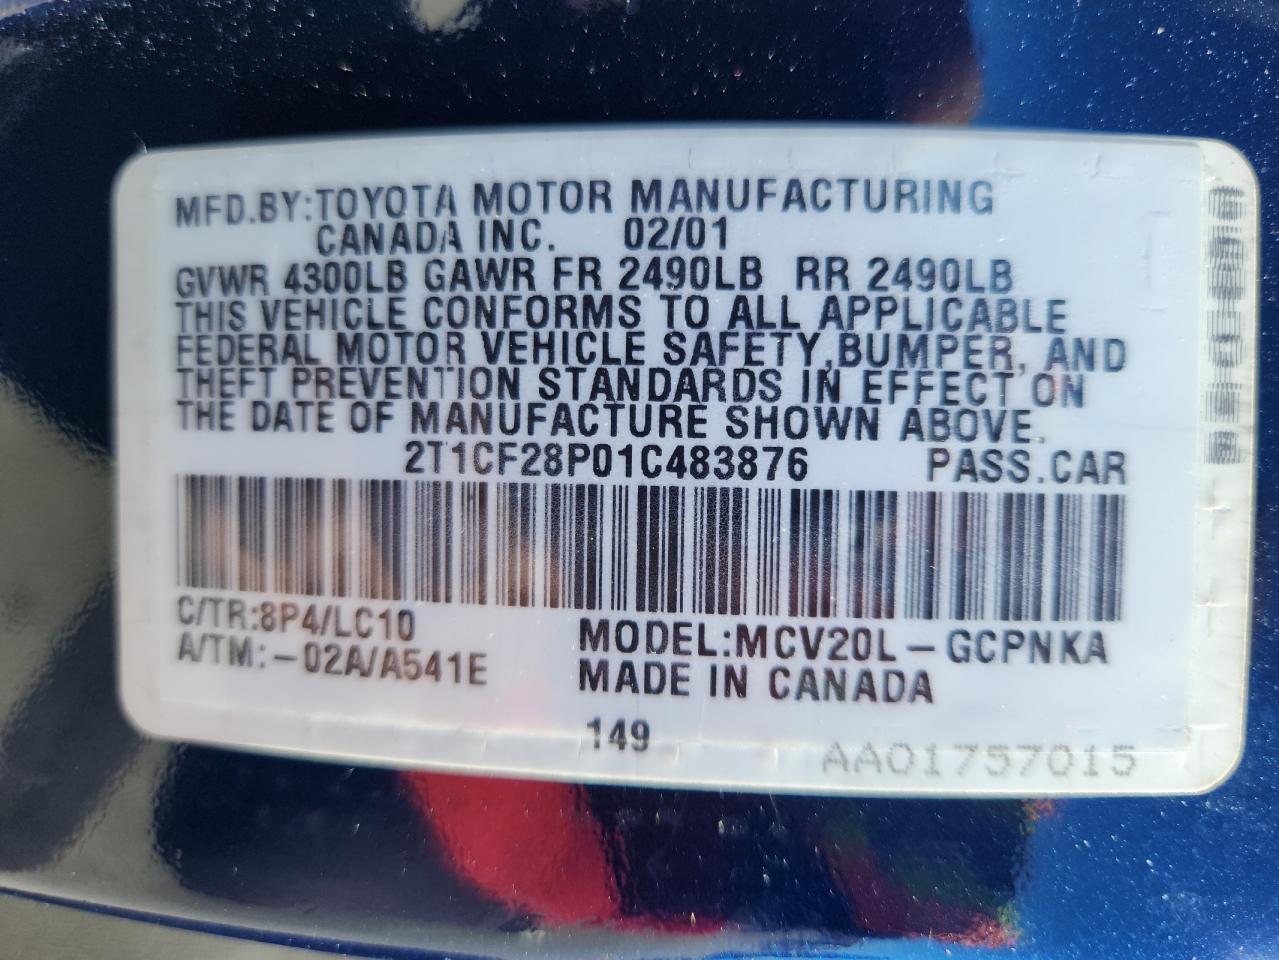 MFD.BY:TOYOTA MOTOR MANUFACTURING
CANADA INC. 02/01
GVWR 4300LB GAWR FR 2490LB RR 2490LB
THIS VEHICLE CONFORMS TO ALL APPLICABLE
FEDERAL MOTOR VEHICLE SAFETY,BUMPER, AND
THEFT PREVENTION STANDARDS IN EFFECT ON
THE DATE OF MANUFACTURE SHOWN ABOVE.
2T1CF28P01C483876 PASS.CAR
C/TR:8P4/LC10
A/TM:-02A/A541E
MODEL:MCV20L-GCPNKA
MADE IN CANADA
149
AA01757015